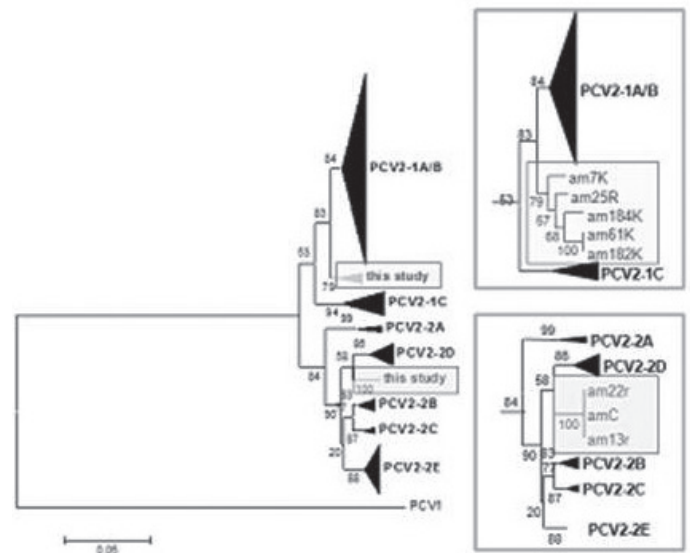 84
PCV2-1A/B
83
53
this study
79
PCV2-1C
94
99
PCV2-2A
84
PCV2-2D
58
this study
100
90
PCV2-2B
87
PCV2-2C
20
PCV2-2E
88
PCV1
0.05
84
PCV2-1A/B
83
53
am7K
79
am25R
67
am184K
68
am61K
100
am182K
PCV2-1C
99
PCV2-2A
PCV2-2D
58
84
am22r
amC
100
am13r
90
83
PCV2-2B
77
PCV2-2C
87
20
PCV2-2E
88